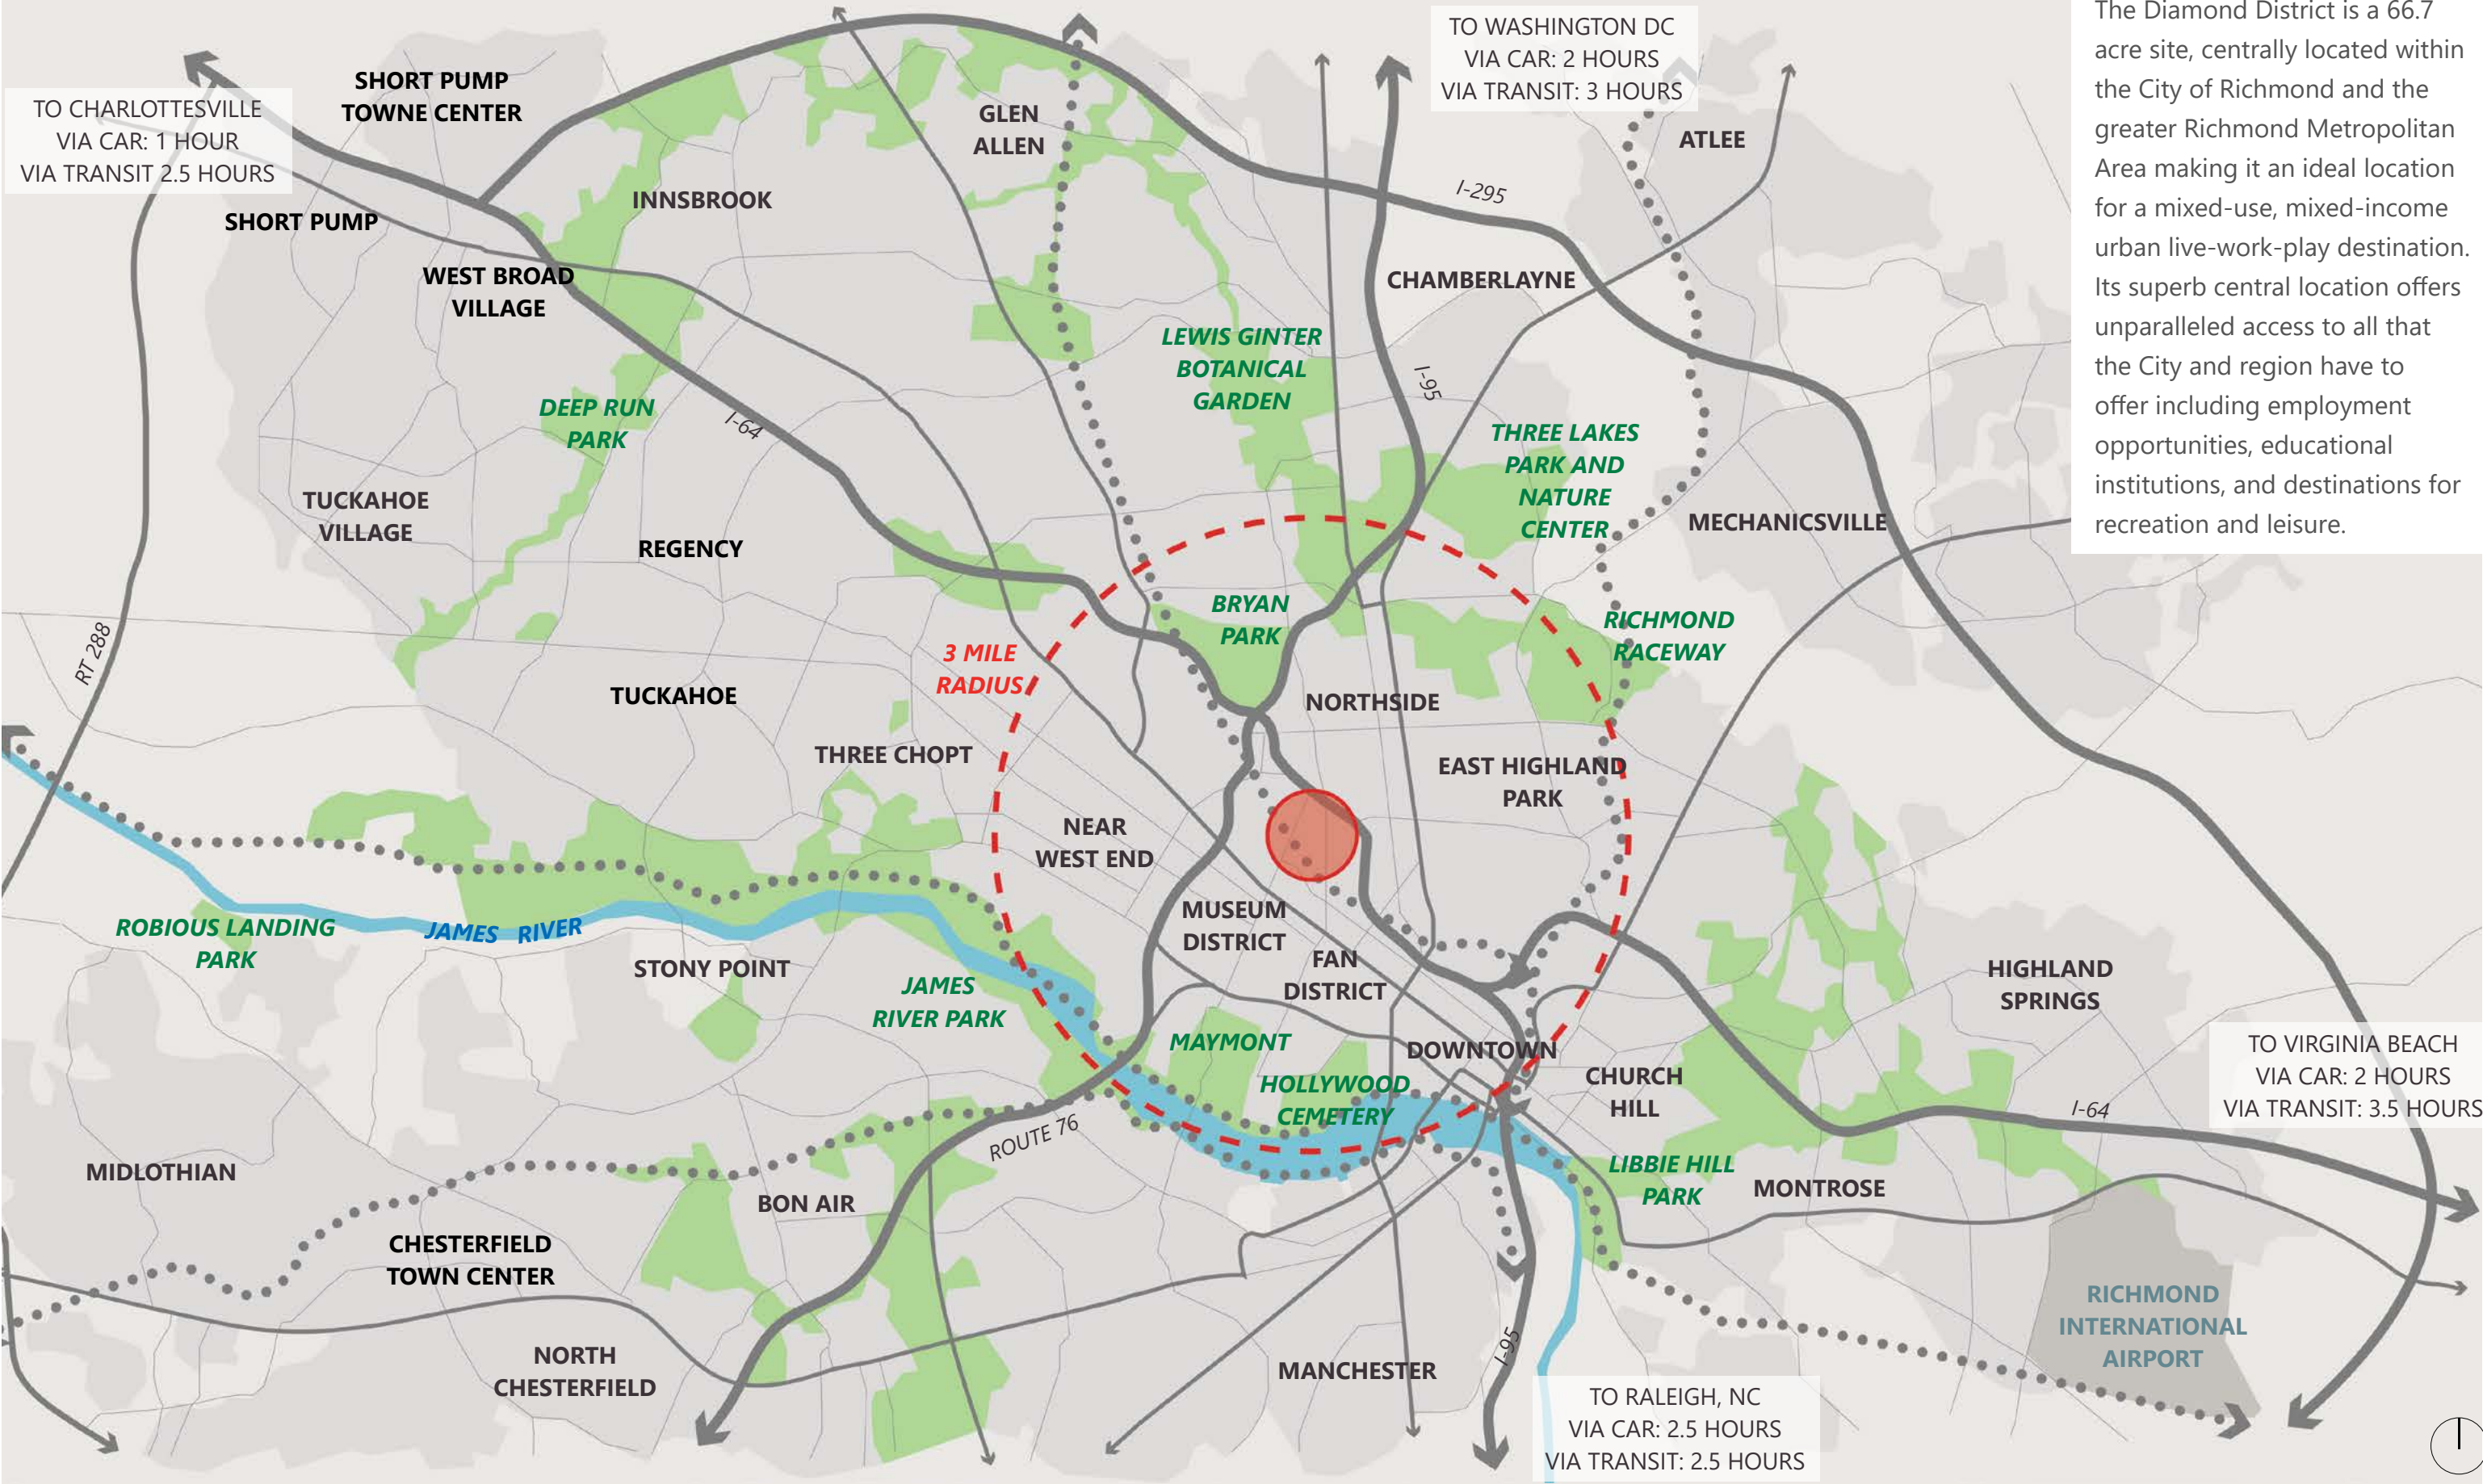 TO WASHINGTON DC
VIA CAR: 2 HOURS
VIA TRANSIT: 3 HOURS
The Diamond District is a 66.7
acre site, centrally located within
the City of Richmond and the
greater Richmond Metropolitan
Area making it an ideal location
for a mixed-use, mixed-income
urban live-work-play destination.
Its superb central location offers
unparalleled access to all that
the City and region have to
offer including employment
opportunities, educational
institutions, and destinations for
recreation and leisure.
TO CHARLOTTESVILLE
VIA CAR: 1 HOUR
VIA TRANSIT 2.5 HOURS
SHORT PUMP
TOWNE CENTER
GLEN
ALLEN
ATLEE
INNSBROOK
I-295
SHORT PUMP
WEST BROAD
VILLAGE
CHAMBERLAYNE
LEWIS GINTER
BOTANICAL
GARDEN
I-95
DEEP RUN
PARK
I-64
THREE LAKES
PARK AND
NATURE
CENTER
TUCKAHOE
VILLAGE
REGENCY
MECHANICSVILLE
BRYAN
PARK
RICHMOND
RACEWAY
RT 288
3 MILE
RADIUS
TUCKAHOE
NORTHSIDE
THREE CHOPT
EAST HIGHLAND
PARK
NEAR
WEST END
MUSEUM
DISTRICT
ROBIOUS LANDING
PARK
JAMES RIVER
STONY POINT
FAN
DISTRICT
HIGHLAND
SPRINGS
JAMES
RIVER PARK
MAYMONT
DOWNTOWN
HOLLYWOOD
CEMETERY
CHURCH
HILL
TO VIRGINIA BEACH
VIA CAR: 2 HOURS
VIA TRANSIT: 3.5 HOURS
I-64
ROUTE 76
MIDLOTHIAN
BON AIR
LIBBIE HILL
PARK
MONTROSE
CHESTERFIELD
TOWN CENTER
RICHMOND
INTERNATIONAL
AIRPORT
NORTH
CHESTERFIELD
MANCHESTER
I-95
TO RALEIGH, NC
VIA CAR: 2.5 HOURS
VIA TRANSIT: 2.5 HOURS